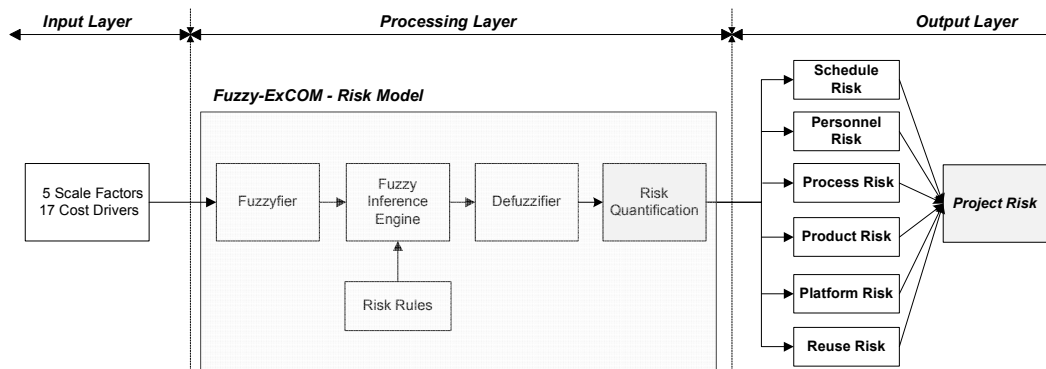 Input Layer
Processing Layer
Output Layer
Fuzzy-ExCOM - Risk Model
5 Scale Factors
17 Cost Drivers
Fuzzyfier
Fuzzy
Inference
Engine
Defuzzifier
Risk
Quantification
Risk Rules
Schedule
Risk
Personnel
Risk
Process Risk
Product Risk
Platform Risk
Reuse Risk
Project Risk